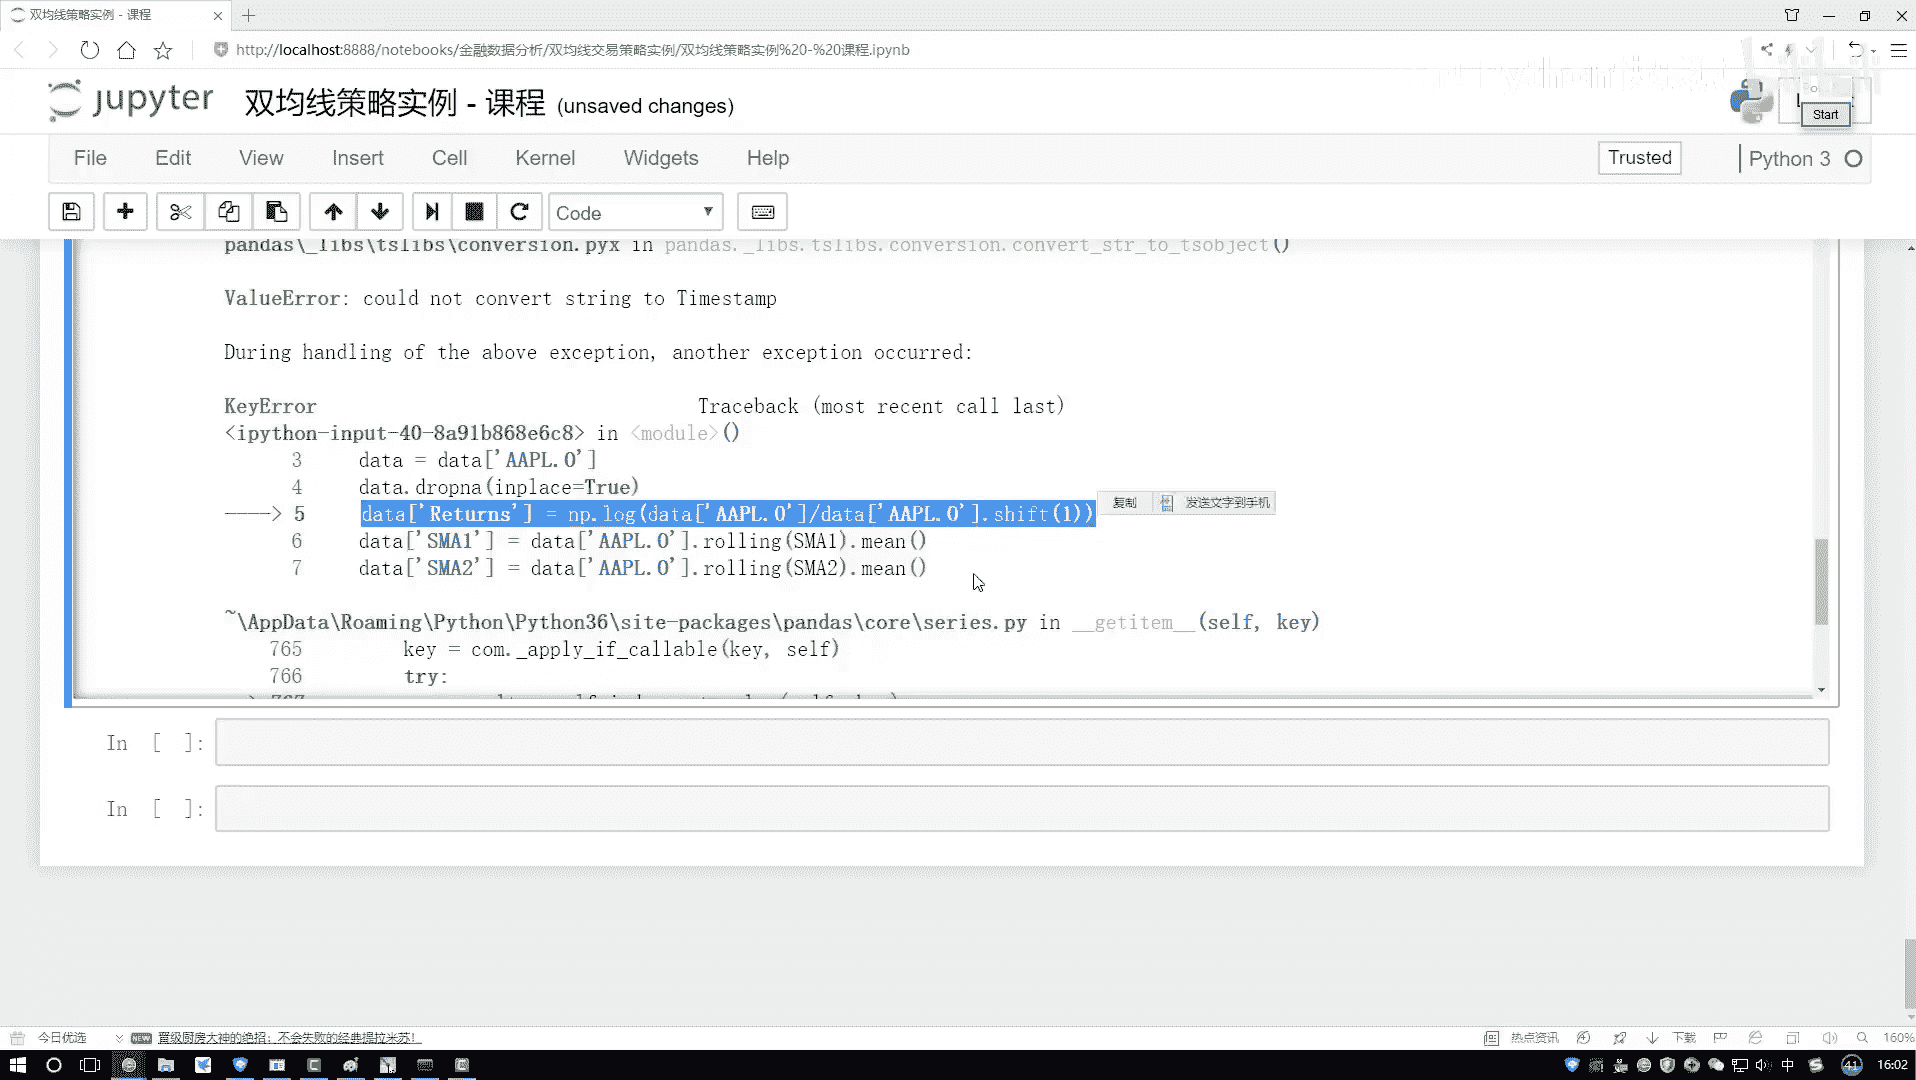 双均线策略实例 - 课程
http://localhost:8888/notebooks/金融数据分析/双均线交易策略实例/双均线策略实例%20-%20课程.ipynb
jupyter 双均线策略实例 - 课程 (unsaved changes)
Start
File Edit View Insert Cell Kernel Widgets Help Trusted Python 3
Code
pandas\_libs\tslibs\conversion.pyx in pandas._libs.tslibs.conversion.convert_str_to_tsobject()
ValueError: could not convert string to Timestamp
During handling of the above exception, another exception occurred:
KeyError Traceback (most recent call last)
<ipython-input-40-8a91b868e6c8> in <module>()
3 data = data['AAPL.O']
4 data.dropna(inplace=True)
----> 5 data['Returns'] = np.log(data['AAPL.O']/data['AAPL.O'].shift(1))
复制 发送文字到手机
6 data['SMA1'] = data['AAPL.O'].rolling(SMA1).mean()
7 data['SMA2'] = data['AAPL.O'].rolling(SMA2).mean()
~\AppData\Roaming\Python\Python36\site-packages\pandas\core\series.py in __getitem__(self, key)
765 key = com._apply_if_callable(key, self)
766 try:
In [ ]:
In [ ]:
今日优选 NEW 晋级厨房大神的绝招：不会失败的经典提拉米苏！ 热点资讯 下载 160%
中 41 16:02